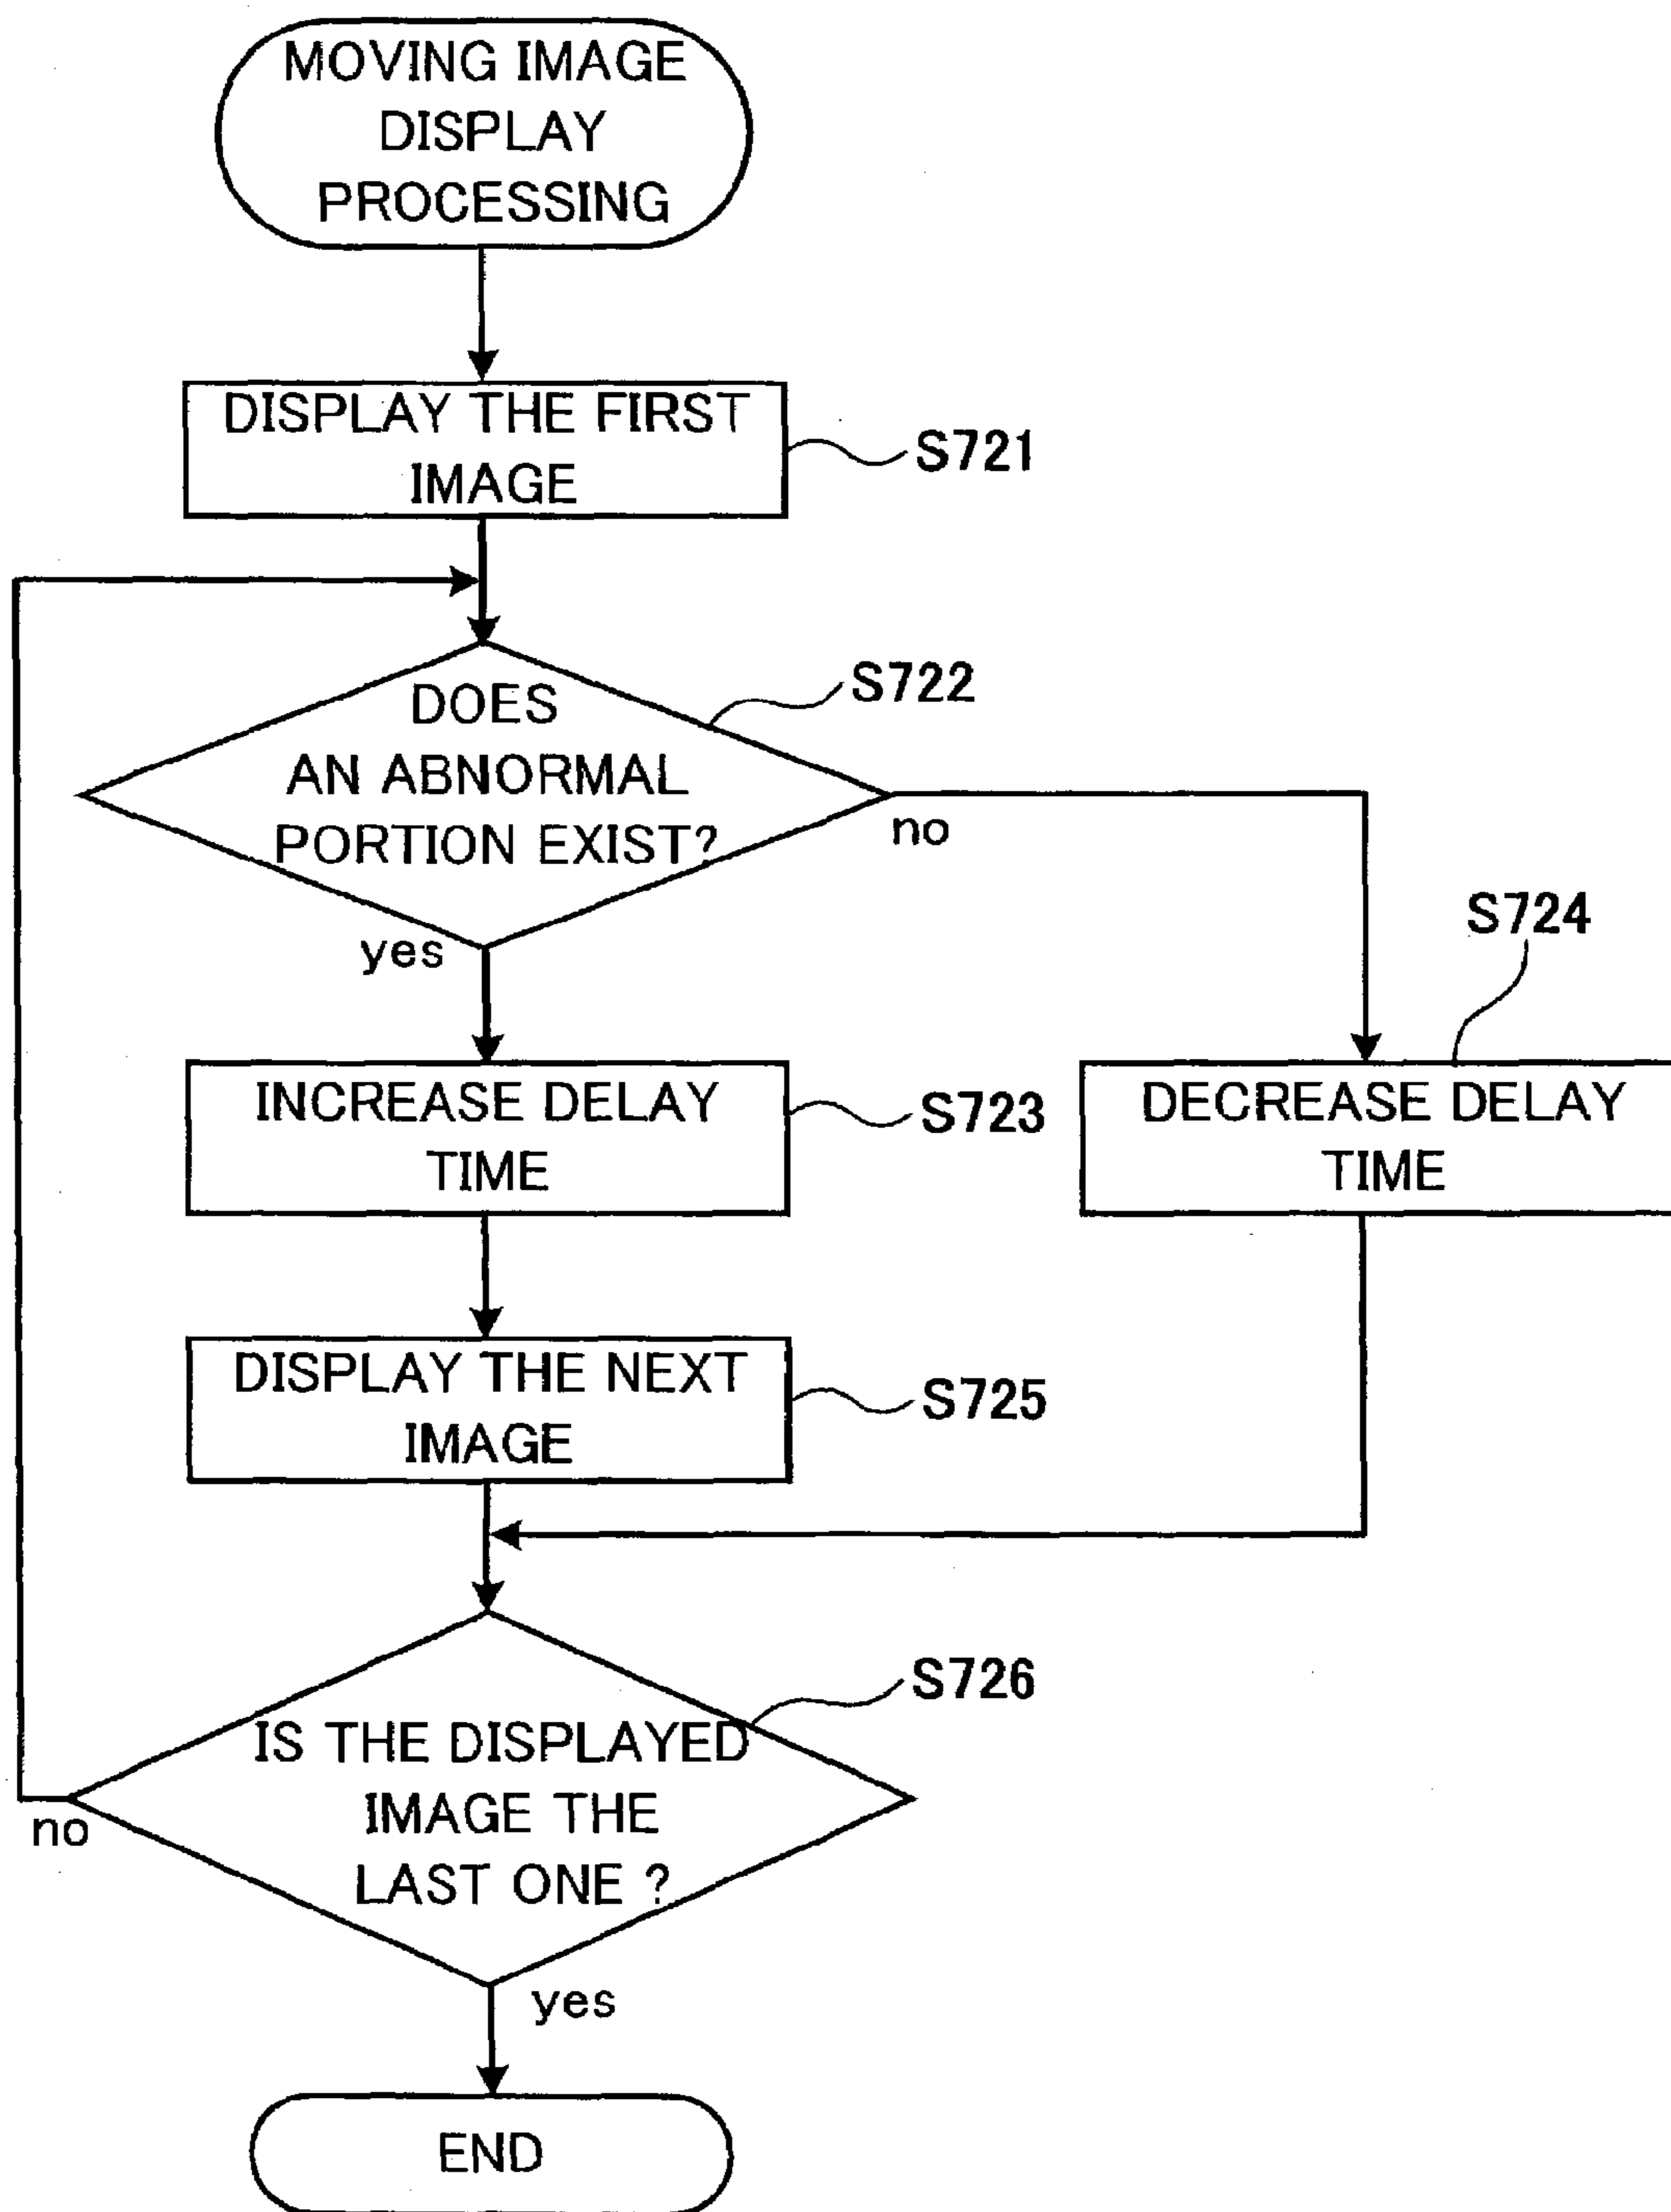 MOVING IMAGE
DISPLAY
PROCESSING
DISPLAY THE FIRST
IMAGE
S721
DOES
AN ABNORMAL
PORTION EXIST?
S722
no
yes
S724
INCREASE DELAY
TIME
S723
DECREASE DELAY
TIME
DISPLAY THE NEXT
IMAGE
S725
IS THE DISPLAYED
IMAGE THE
LAST ONE ?
S726
no
yes
END